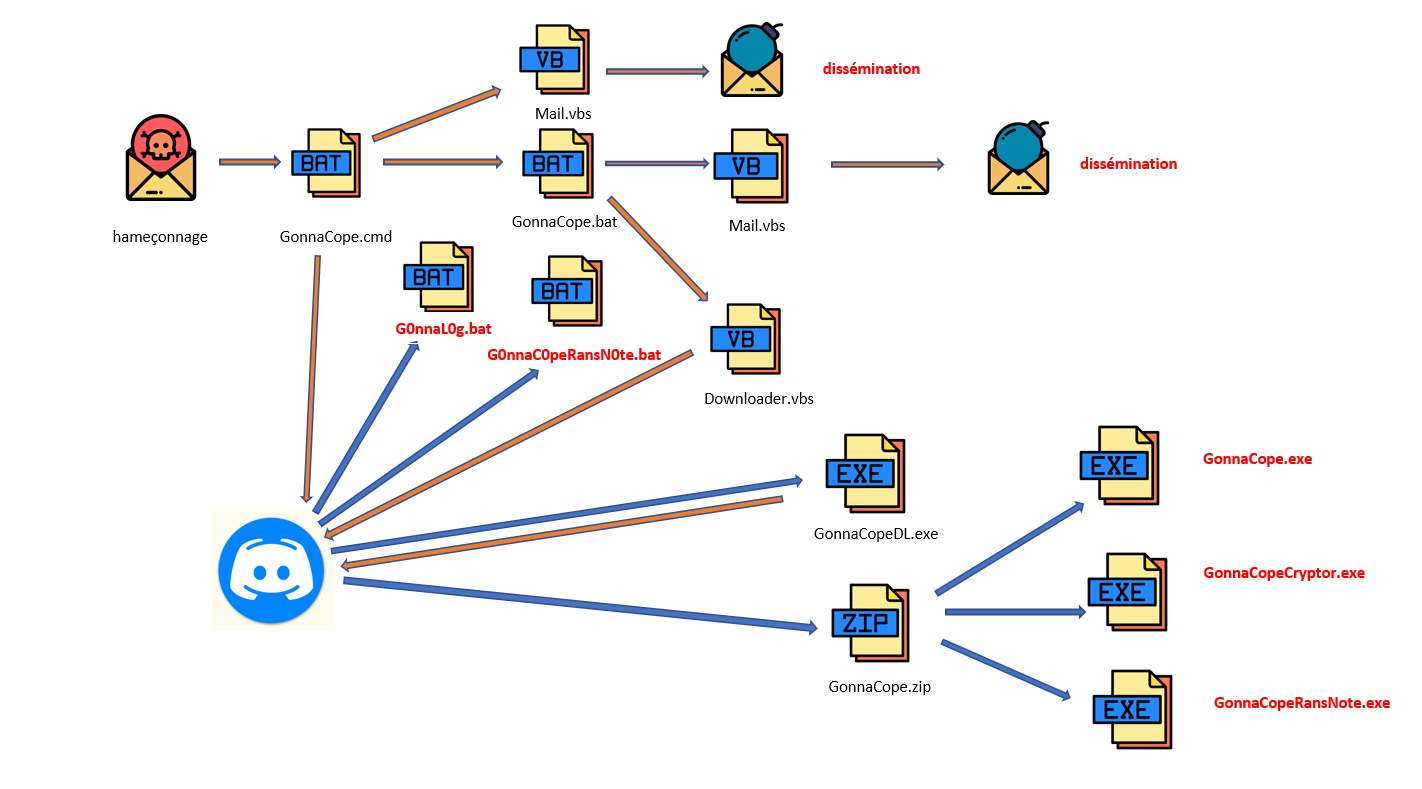 VB
dissémination
Mail.vbs
BAT
BAT
VB
dissémination
hameçonnage
GonnaCope.cmd
GonnaCope.bat
Mail.vbs
BAT
BAT
G0nnaL0g.bat
VB
G0nnaC0peRansN0te.bat
Downloader.vbs
EXE
EXE
GonnaCope.exe
GonnaCopeDL.exe
EXE
GonnaCopeCryptor.exe
ZIP
GonnaCope.zip
EXE
GonnaCopeRansNote.exe